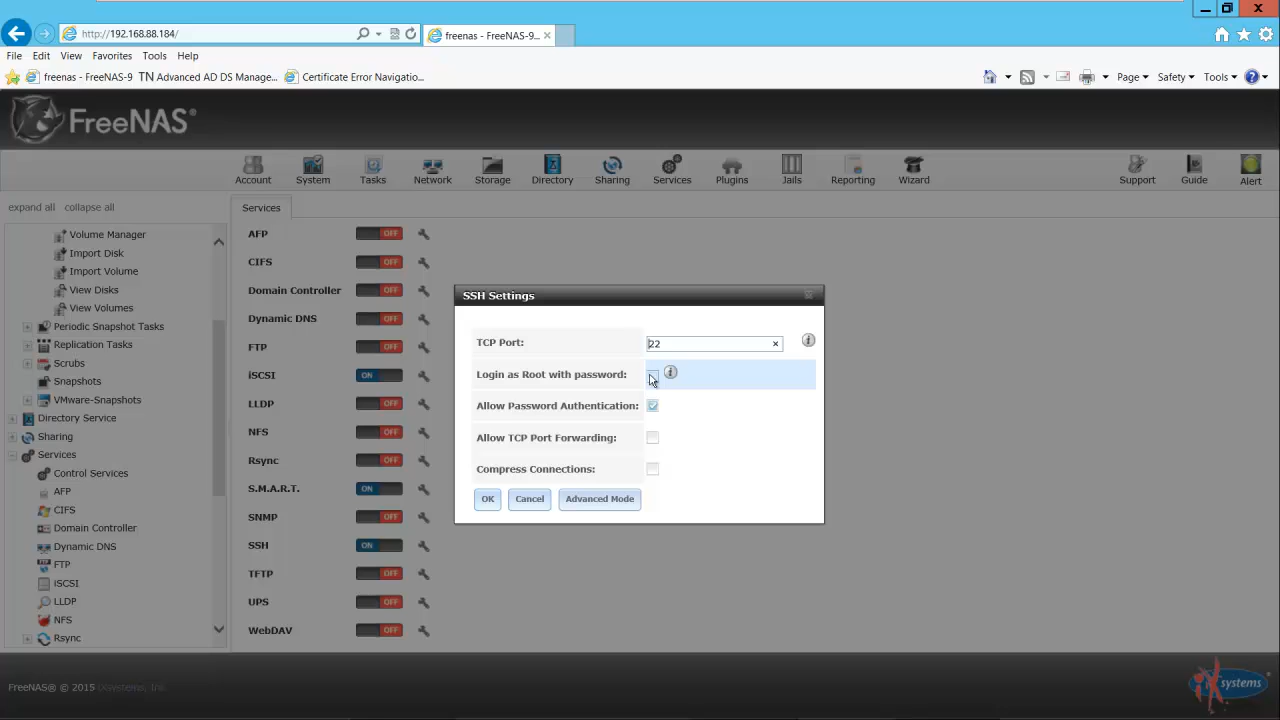 http://192.168.88.184/
freenas - FreeNAS-9...
File Edit View Favorites Tools Help
freenas - FreeNAS-9 TN Advanced AD DS Manage... Certificate Error Navigatio...
Page Safety Tools
FreeNAS®
Account System Tasks Network Storage Directory Sharing Services Plugins Jails Reporting Wizard Support Guide Alert
expand all collapse all
Services
Volume Manager
Import Disk
Import Volume
View Disks
View Volumes
Periodic Snapshot Tasks
Replication Tasks
Scrubs
Snapshots
VMware-Snapshots
Directory Service
Sharing
Services
Control Services
AFP
CIFS
Domain Controller
Dynamic DNS
FTP
iSCSI
LLDP
NFS
Rsync
AFP OFF
CIFS OFF
Domain Controller OFF
Dynamic DNS OFF
FTP OFF
iSCSI ON
LLDP OFF
NFS OFF
Rsync OFF
S.M.A.R.T. ON
SNMP OFF
SSH ON
TFTP OFF
UPS OFF
WebDAV OFF
SSH Settings
TCP Port: 22
Login as Root with password:
Allow Password Authentication:
Allow TCP Port Forwarding:
Compress Connections:
OK Cancel Advanced Mode
FreeNAS® © 2015 iXsystems, Inc.
iXsystems